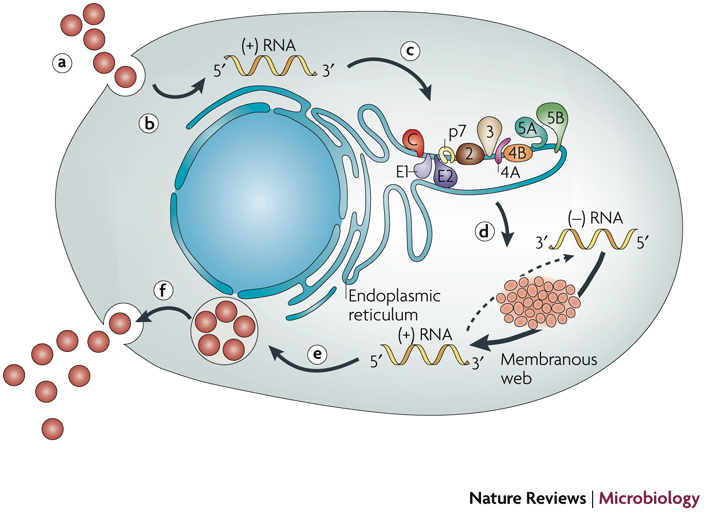 a
b
(+) RNA
5′ 3′
c
C
E1
E2
p7
2
3
4A
4B
5A
5B
d
(–) RNA
3′ 5′
Endoplasmic
reticulum
Membranous
web
(+) RNA
5′ 3′
e
f
Nature Reviews | Microbiology